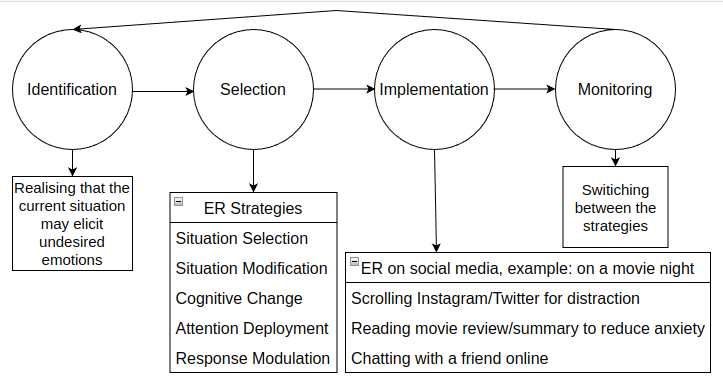 Identification
Selection
Implementation
Monitoring
Realising that the
current situation
may elicit
undesired
emotions
ER Strategies
Situation Selection
Situation Modification
Cognitive Change
Attention Deployment
Response Modulation
ER on social media, example: on a movie night
Scrolling Instagram/Twitter for distraction
Reading movie review/summary to reduce anxiety
Chatting with a friend online
Switiching
between the
strategies